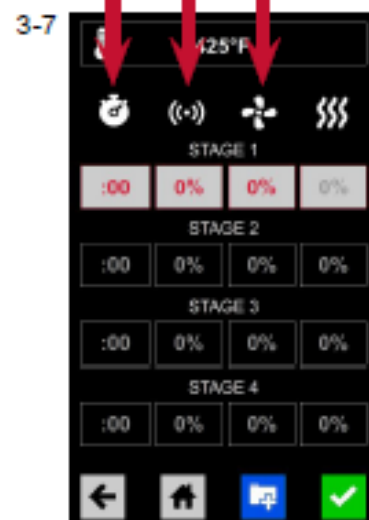 3-7
425°F
STAGE 1
:00 0% 0% 0%
STAGE 2
:00 0% 0% 0%
STAGE 3
:00 0% 0% 0%
STAGE 4
:00 0% 0% 0%